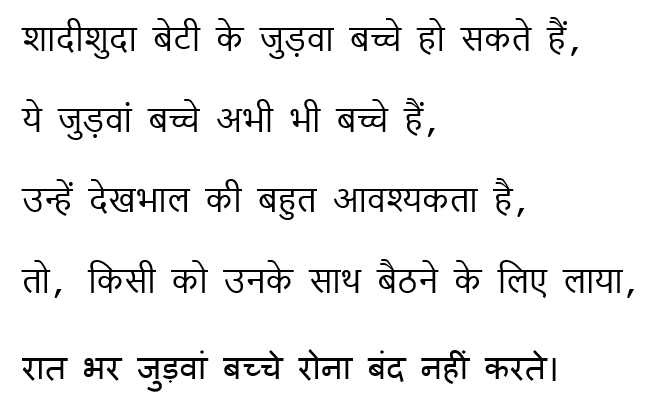 शादीशुदा बेटी के जुड़वा बच्चे हो सकते हैं,
ये जुड़वां बच्चे अभी भी बच्चे हैं,
उन्हें देखभाल की बहुत आवश्यकता है,
तो, किसी को उनके साथ बैठने के लिए लाया,
रात भर जुड़वां बच्चे रोना बंद नहीं करते।